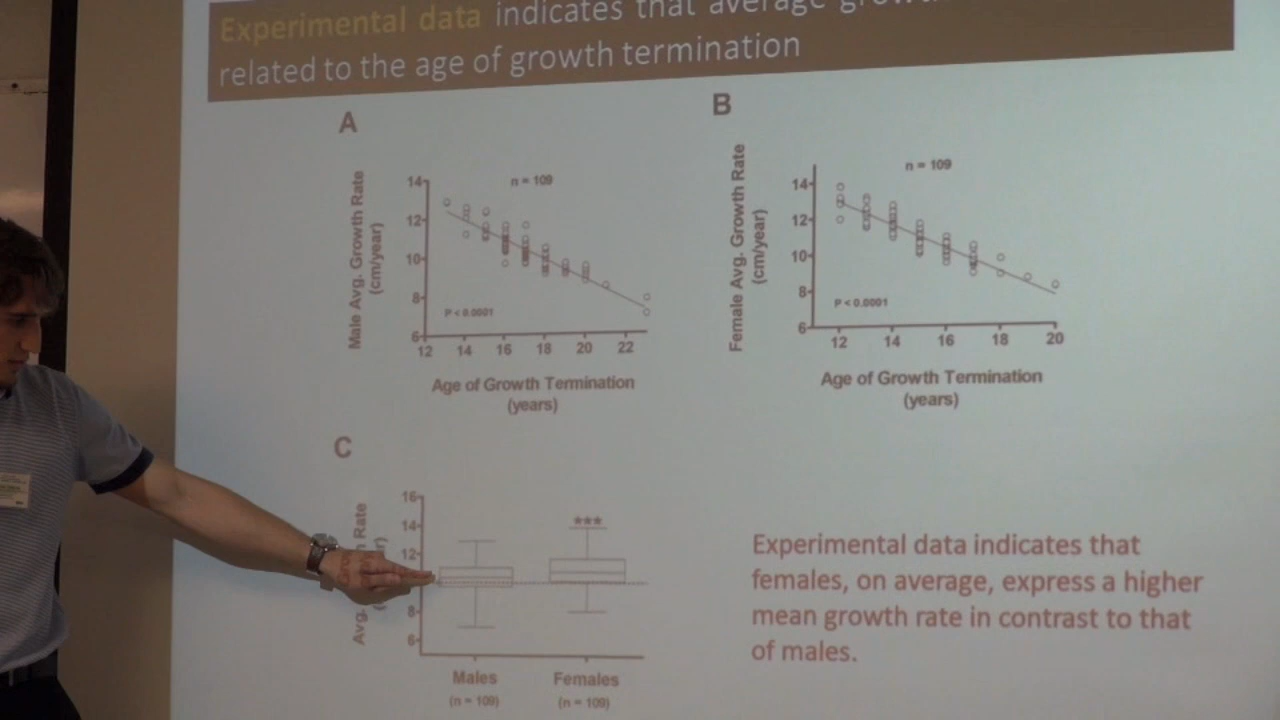 Experimental data indicates that average
related to the age of growth termination
A
Male Avg. Growth Rate
(cm/year)
14
12
10
8
6
n = 109
P < 0.0001
12 14 16 18 20 22
Age of Growth Termination
(years)
B
Female Avg. Growth Rate
(cm/year)
14
12
10
8
6
n = 109
P < 0.0001
12 14 16 18 20
Age of Growth Termination
(years)
C
Avg. Rate
16
14
12
8
6
***
Males Females
(n = 109) (n = 109)
Experimental data indicates that
females, on average, express a higher
mean growth rate in contrast to that
of males.